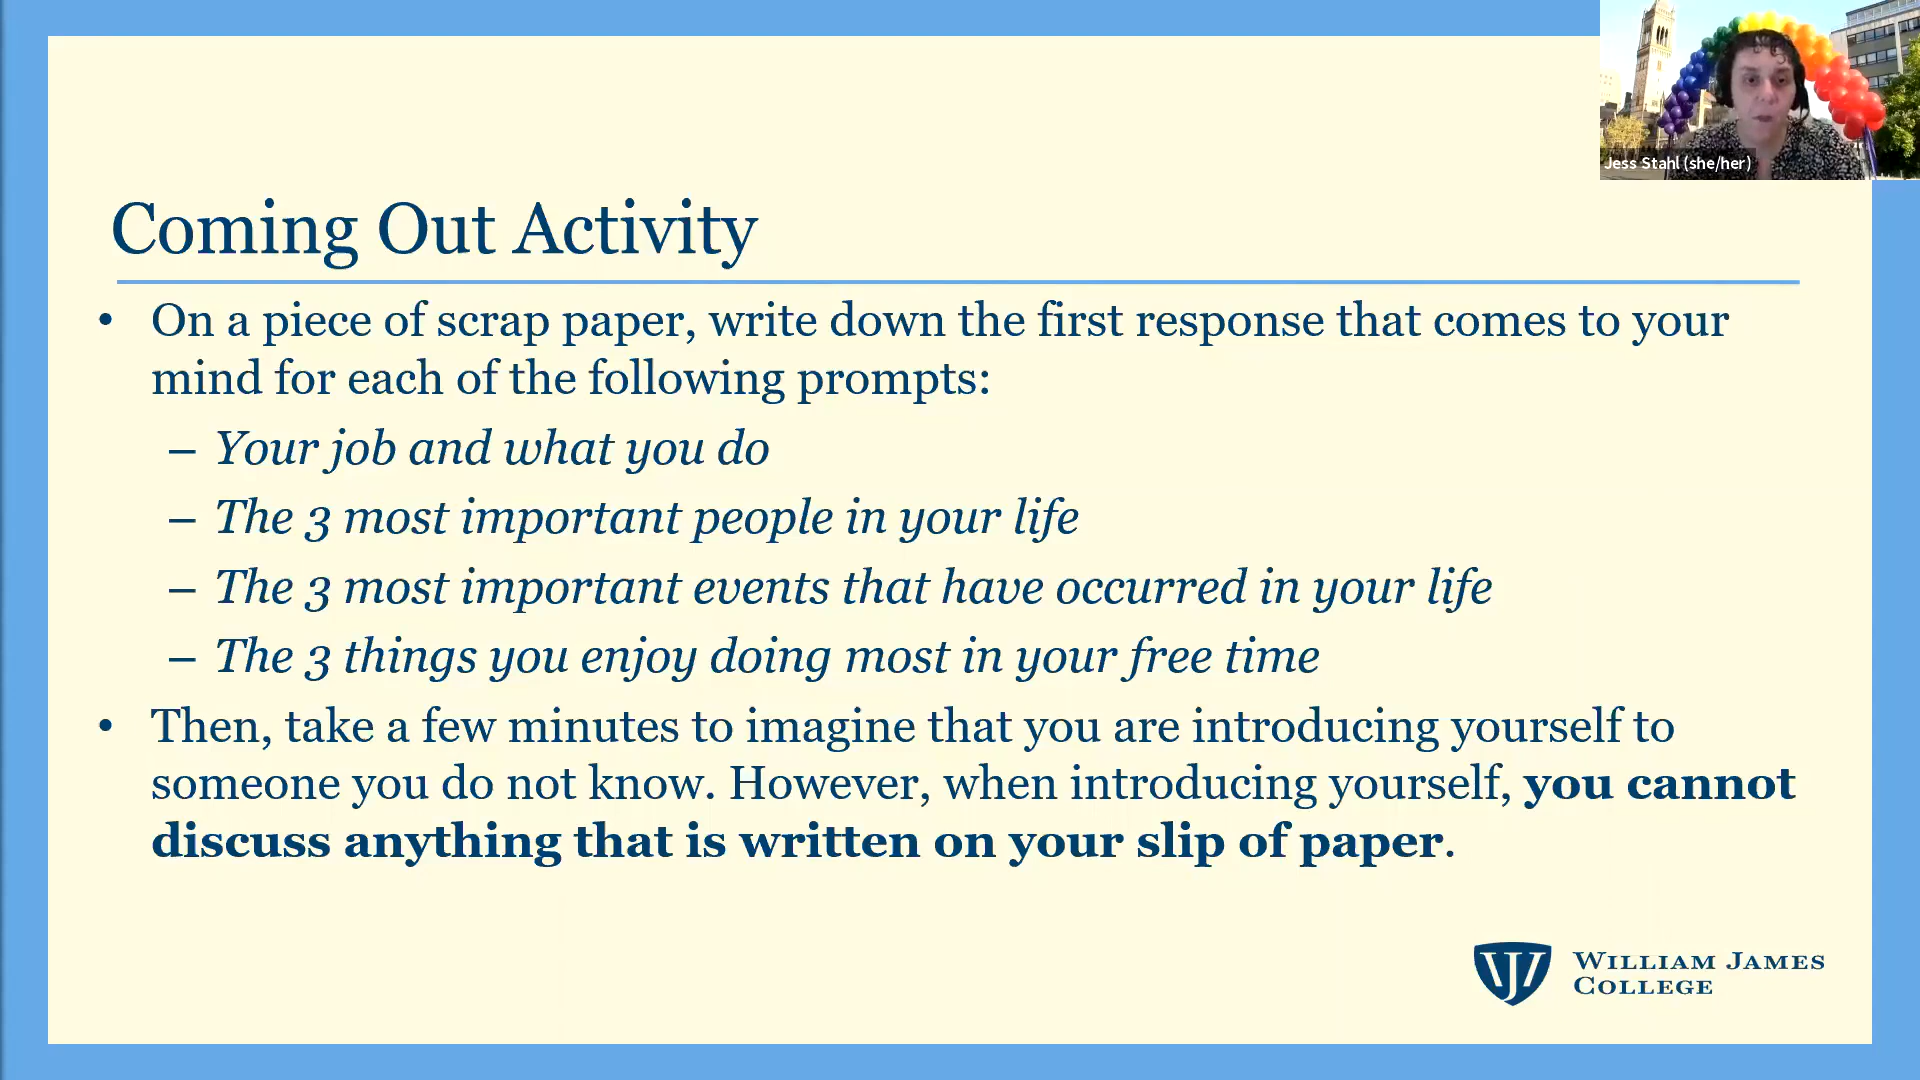 Jess Stahl (she/her)
Coming Out Activity
• On a piece of scrap paper, write down the first response that comes to your
mind for each of the following prompts:
– Your job and what you do
– The 3 most important people in your life
– The 3 most important events that have occurred in your life
– The 3 things you enjoy doing most in your free time
• Then, take a few minutes to imagine that you are introducing yourself to
someone you do not know. However, when introducing yourself, you cannot
discuss anything that is written on your slip of paper.
WILLIAM JAMES
COLLEGE